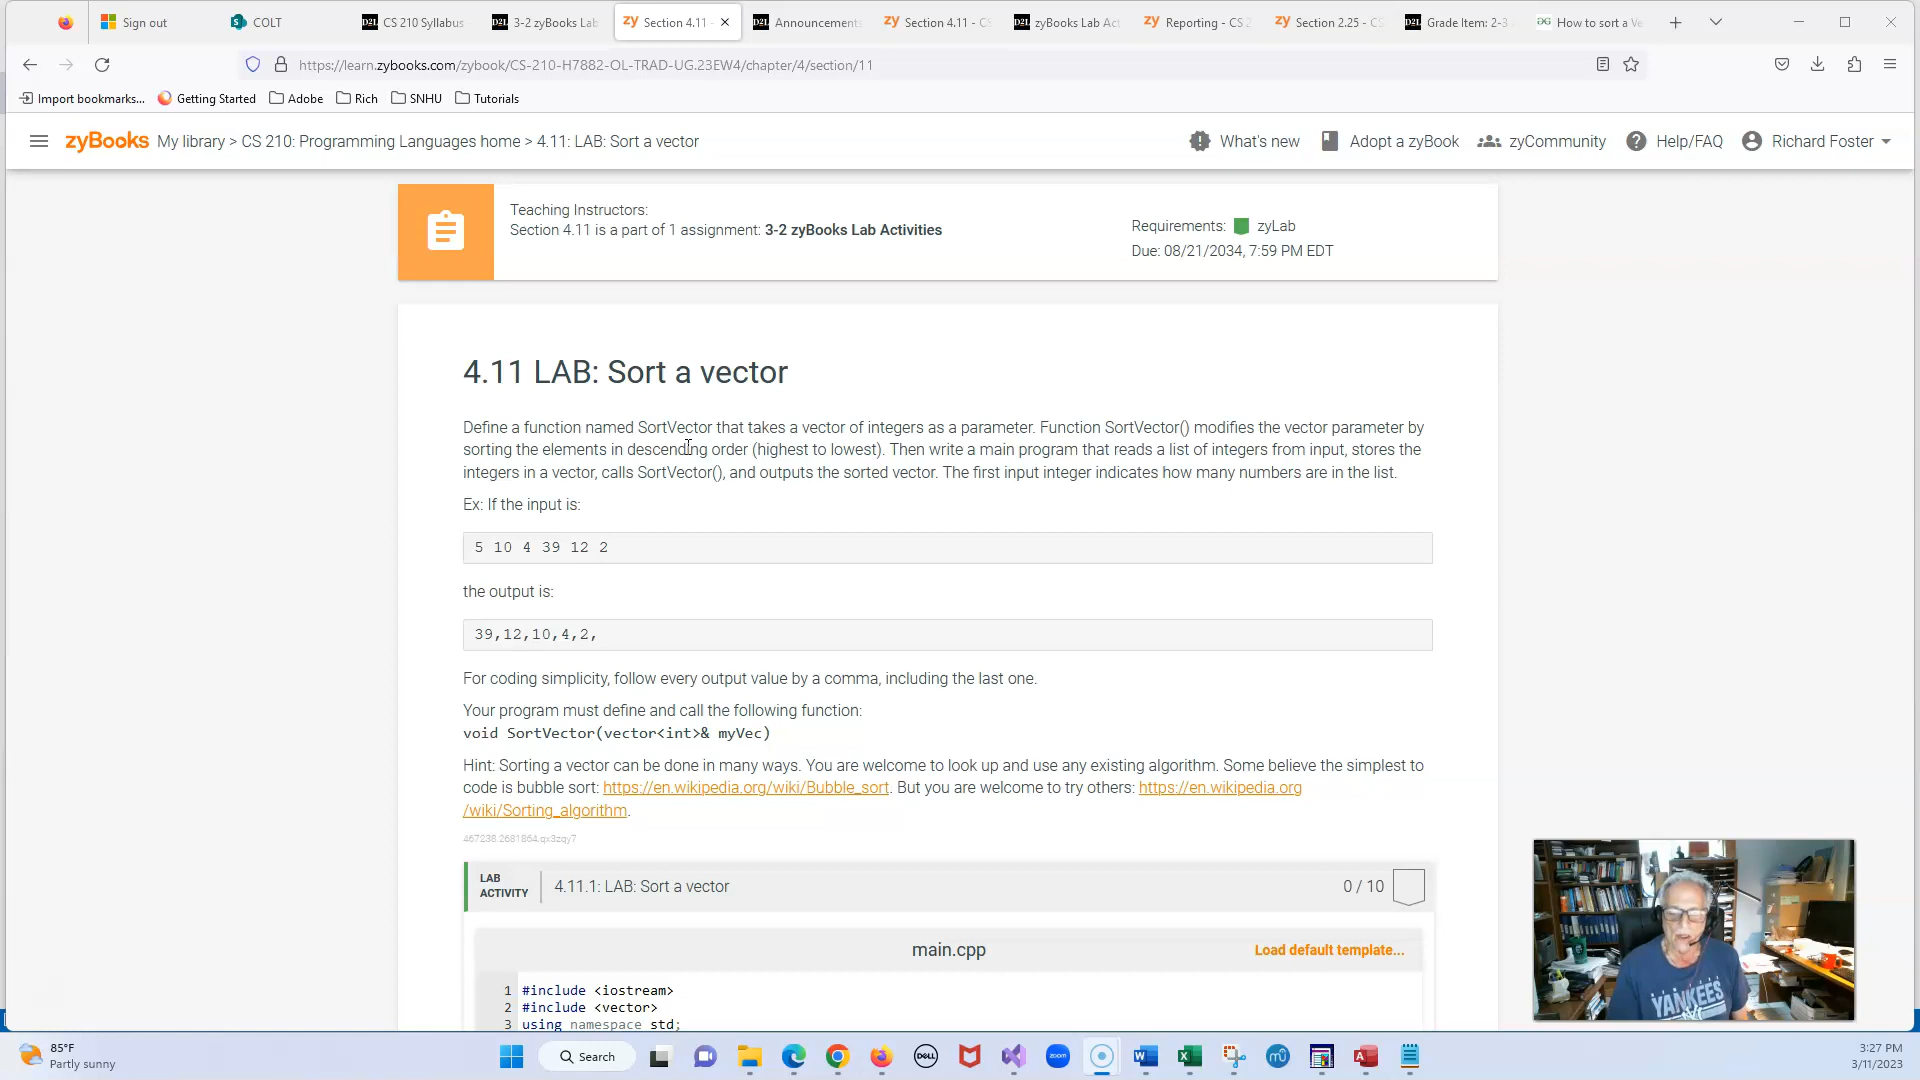 Sign out
COLT
CS 210 Syllabus
3-2 zyBooks Lab
zy Section 4.11 -
Announcements
zy Section 4.11 - CS
zyBooks Lab Act
zy Reporting - CS 2
zy Section 2.25 - CS
Grade Item: 2-3
How to sort a Ve
https://learn.zybooks.com/zybook/CS-210-H7882-OL-TRAD-UG.23EW4/chapter/4/section/11
Import bookmarks...
Getting Started
Adobe
Rich
SNHU
Tutorials
zyBooks My library > CS 210: Programming Languages home > 4.11: LAB: Sort a vector
What's new
Adopt a zyBook
zyCommunity
Help/FAQ
Richard Foster
Teaching Instructors:
Section 4.11 is a part of 1 assignment: 3-2 zyBooks Lab Activities
Requirements: zyLab
Due: 08/21/2034, 7:59 PM EDT
4.11 LAB: Sort a vector
Define a function named SortVector that takes a vector of integers as a parameter. Function SortVector() modifies the vector parameter by
sorting the elements in descending order (highest to lowest). Then write a main program that reads a list of integers from input, stores the
integers in a vector, calls SortVector(), and outputs the sorted vector. The first input integer indicates how many numbers are in the list.
Ex: If the input is:
5 10 4 39 12 2
the output is:
39,12,10,4,2,
For coding simplicity, follow every output value by a comma, including the last one.
Your program must define and call the following function:
void SortVector(vector<int>& myVec)
Hint: Sorting a vector can be done in many ways. You are welcome to look up and use any existing algorithm. Some believe the simplest to
code is bubble sort: https://en.wikipedia.org/wiki/Bubble_sort. But you are welcome to try others: https://en.wikipedia.org
/wiki/Sorting_algorithm.
467238.2681864.qx3zqy7
LAB
ACTIVITY
4.11.1: LAB: Sort a vector
0 / 10
main.cpp
Load default template...
1 #include <iostream>
2 #include <vector>
3 using namespace std;
YANKEES
85°F
Partly sunny
Search
DELL
zoom
3:27 PM
3/11/2023